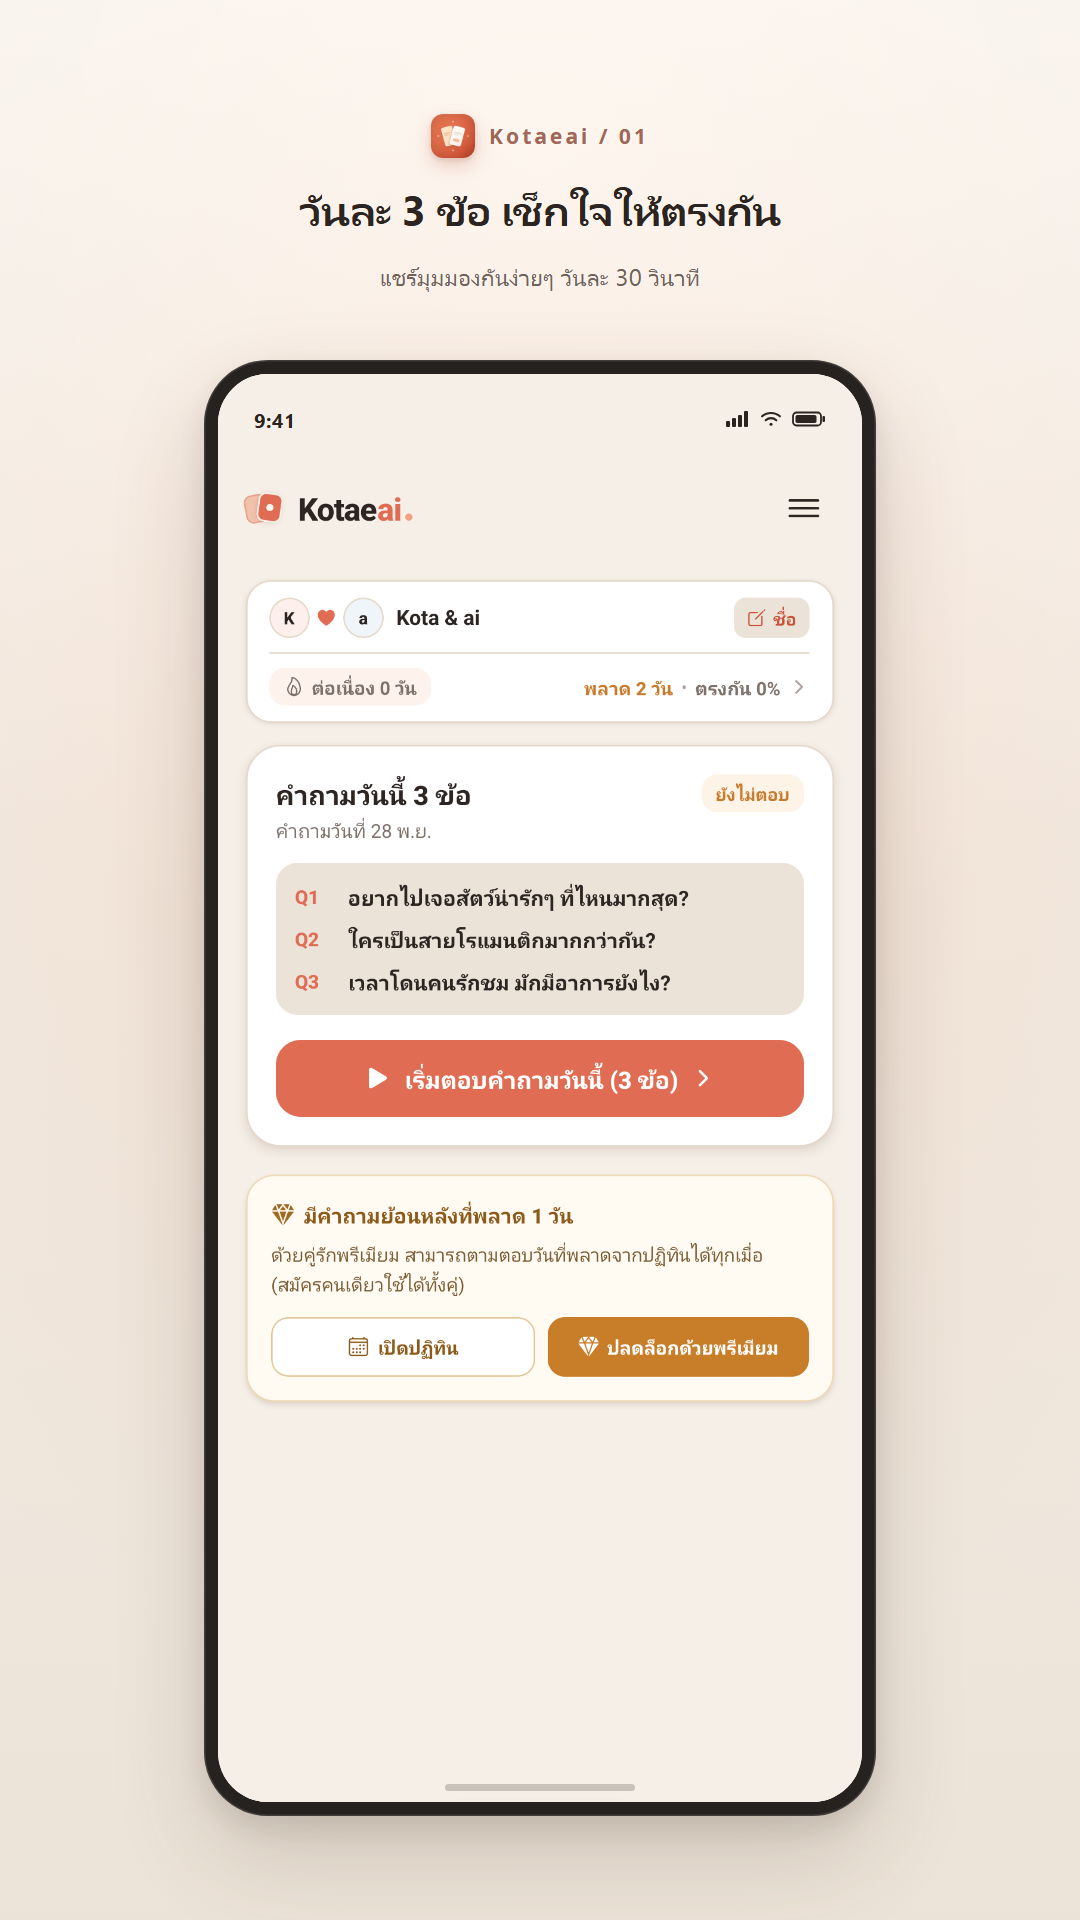 Kotaeai / 01
วันละ 3 ข้อ เช็กใจให้ตรงกัน
แชร์มุมมองกันง่ายๆ วันละ 30 วินาที
9:41
Kotaeai.
K a Kota & ai ชื่อ
ต่อเนื่อง 0 วัน พลาด 2 วัน · ตรงกัน 0%
คำถามวันนี้ 3 ข้อ ยังไม่ตอบ
คำถามวันที่ 28 พ.ย.
Q1 อยากไปเจอสัตว์น่ารักๆ ที่ไหนมากสุด?
Q2 ใครเป็นสายโรแมนติกมากกว่ากัน?
Q3 เวลาโดนคนรักชม มักมีอาการยังไง?
เริ่มตอบคำถามวันนี้ (3 ข้อ)
มีคำถามย้อนหลังที่พลาด 1 วัน
ด้วยคู่รักพรีเมียม สามารถตามตอบวันที่พลาดจากปฏิทินได้ทุกเมื่อ
(สมัครคนเดียวใช้ได้ทั้งคู่)
เปิดปฏิทิน ปลดล็อกด้วยพรีเมียม